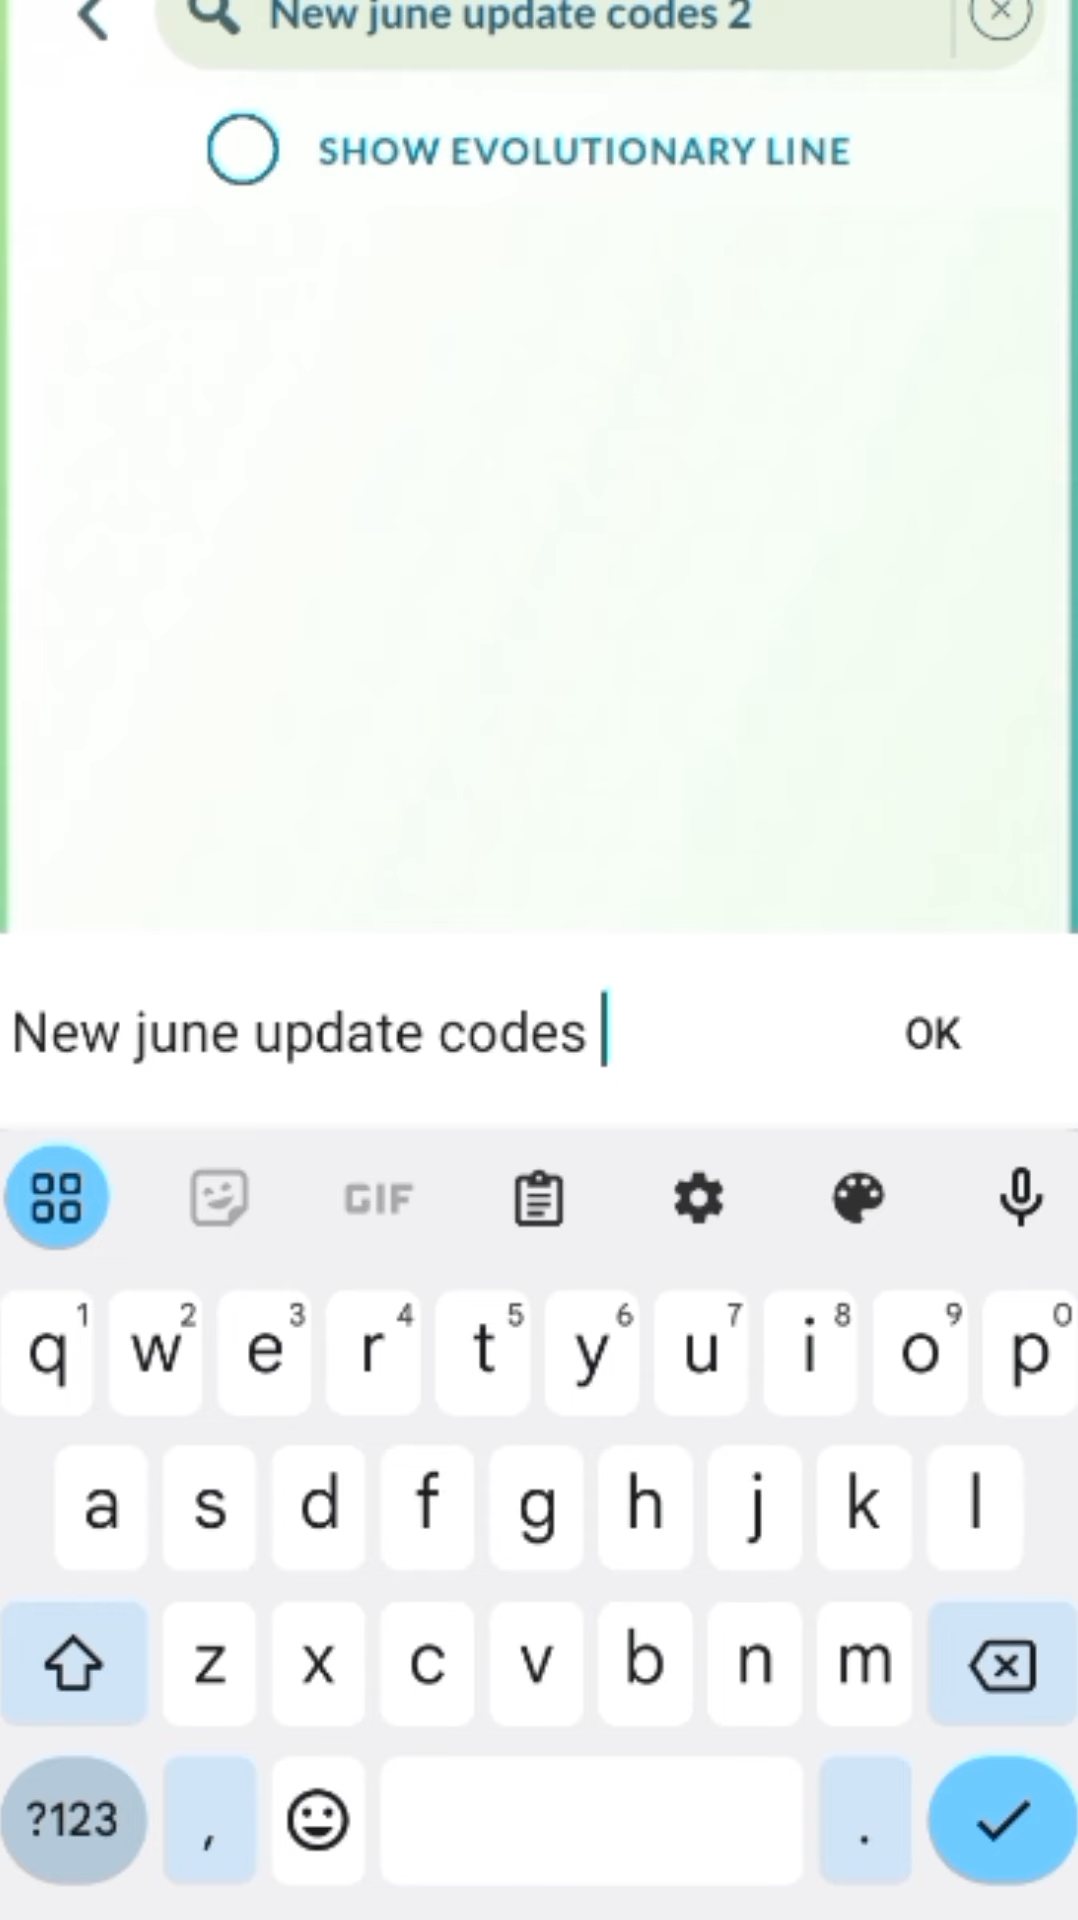 New june update codes 2
SHOW EVOLUTIONARY LINE
New june update codes
OK
GIF
q1 w2 e3 r4 t5 y6 u7 i8 o9 p0
a s d f g h j k l
z x c v b n m
?123 , .